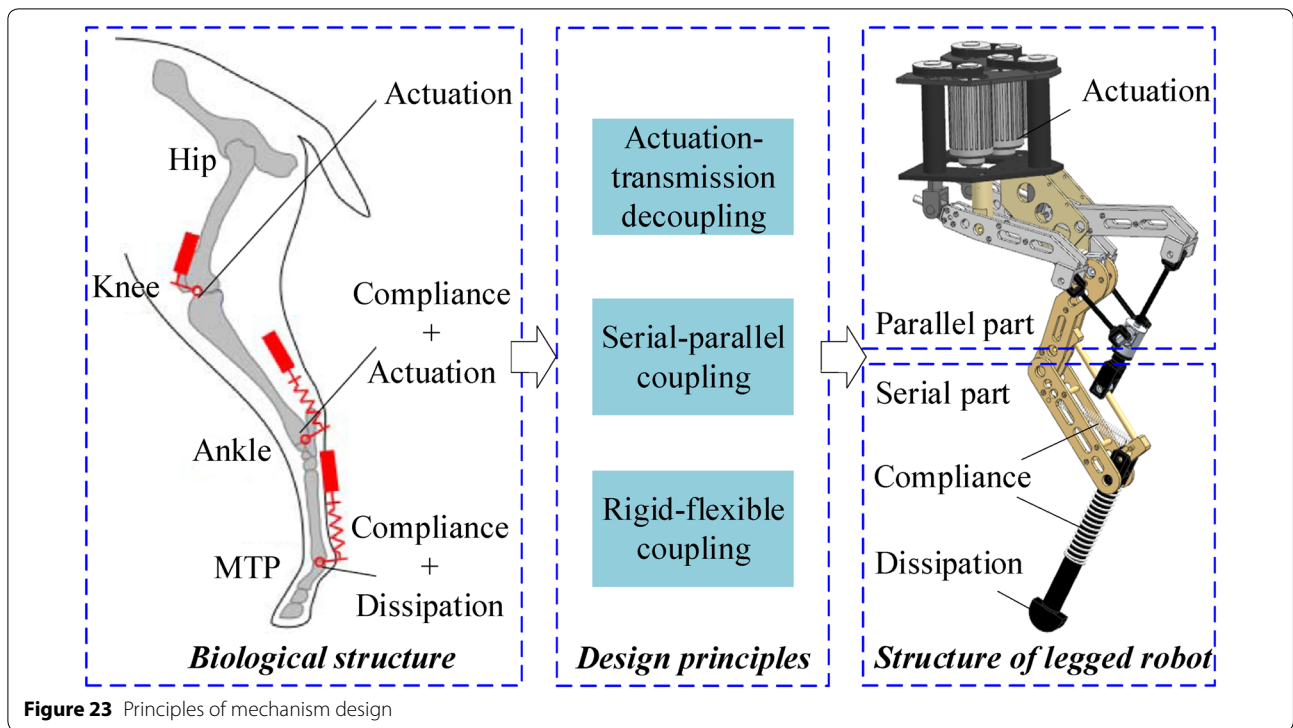 Actuation
Hip
Knee
Compliance
+
Actuation
Ankle
Compliance
+
Dissipation
MTP
Biological structure
Actuation-
transmission
decoupling
Serial-parallel
coupling
Rigid-flexible
coupling
Design principles
Actuation
Parallel part
Serial part
Compliance
Dissipation
Structure of legged robot
Figure 23 Principles of mechanism design